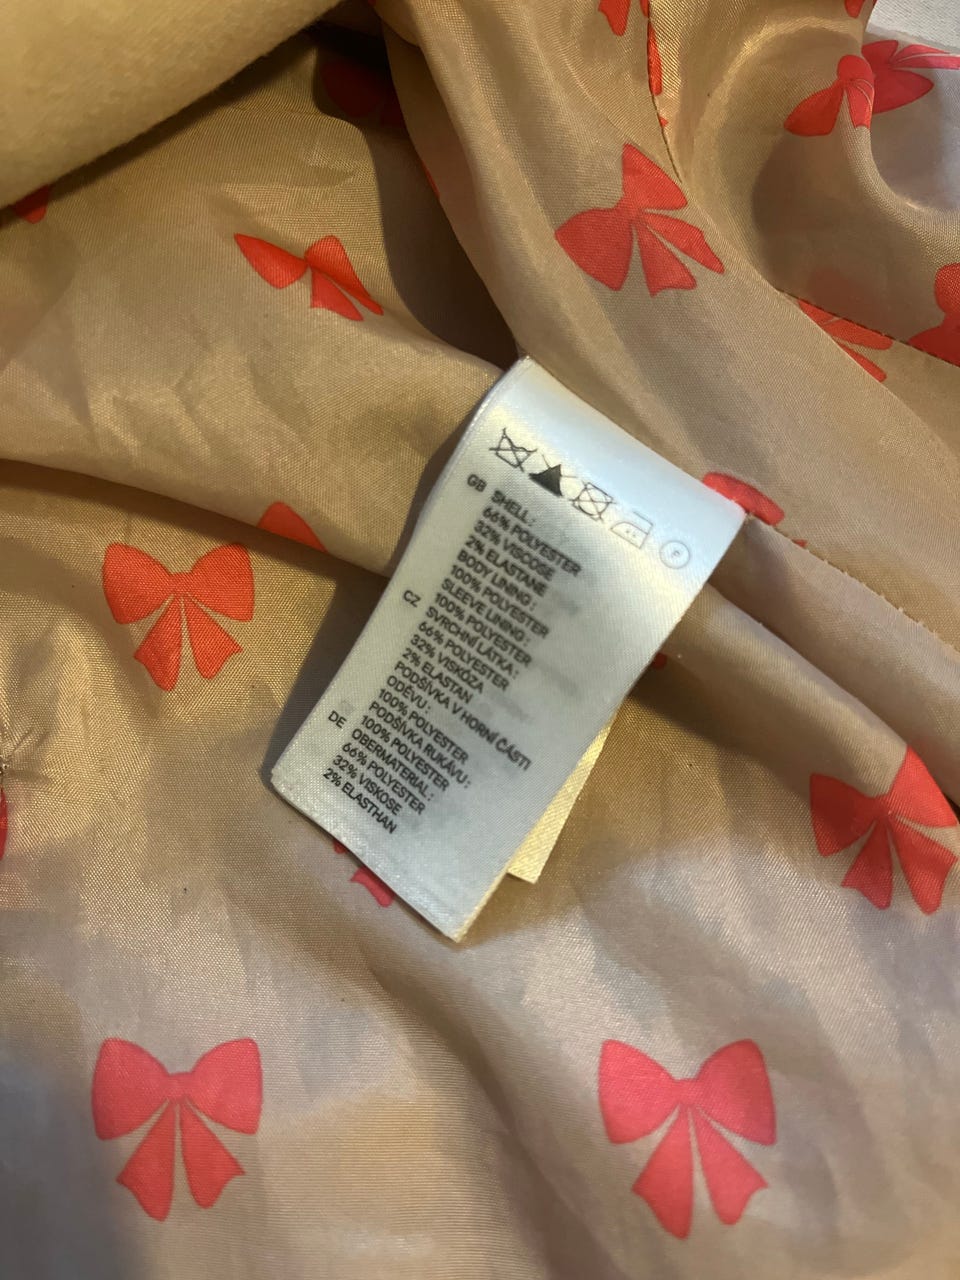 GB SHELL:
66% POLYESTER
32% VISCOSE
2% ELASTANE
BODY LINING:
100% POLYESTER
SLEEVE LINING:
100% POLYESTER
CZ SVRCHNÍ LÁTKA:
66% POLYESTER
32% VISKÓZA
2% ELASTAN
PODŠÍVKA V HORNÍ ČÁSTI
ODĚVU:
100% POLYESTER
PODŠÍVKA RUKÁVU:
100% POLYESTER
DE OBERMATERIAL:
66% POLYESTER
32% VISKOSE
2% ELASTHAN